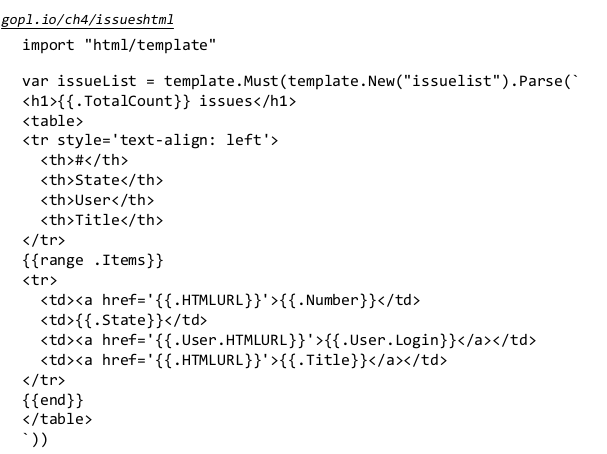 gopl.io/ch4/issueshtml
import "html/template"
var issueList = template.Must(template.New("issuelist").Parse(`
<h1>{{.TotalCount}} issues</h1>
<table>
<tr style='text-align: left'>
  <th>#</th>
  <th>State</th>
  <th>User</th>
  <th>Title</th>
</tr>
{{range .Items}}
<tr>
  <td><a href='{{.HTMLURL}}'>{{.Number}}</td>
  <td>{{.State}}</td>
  <td><a href='{{.User.HTMLURL}}'>{{.User.Login}}</a></td>
  <td><a href='{{.HTMLURL}}'>{{.Title}}</a></td>
</tr>
{{end}}
</table>
`))